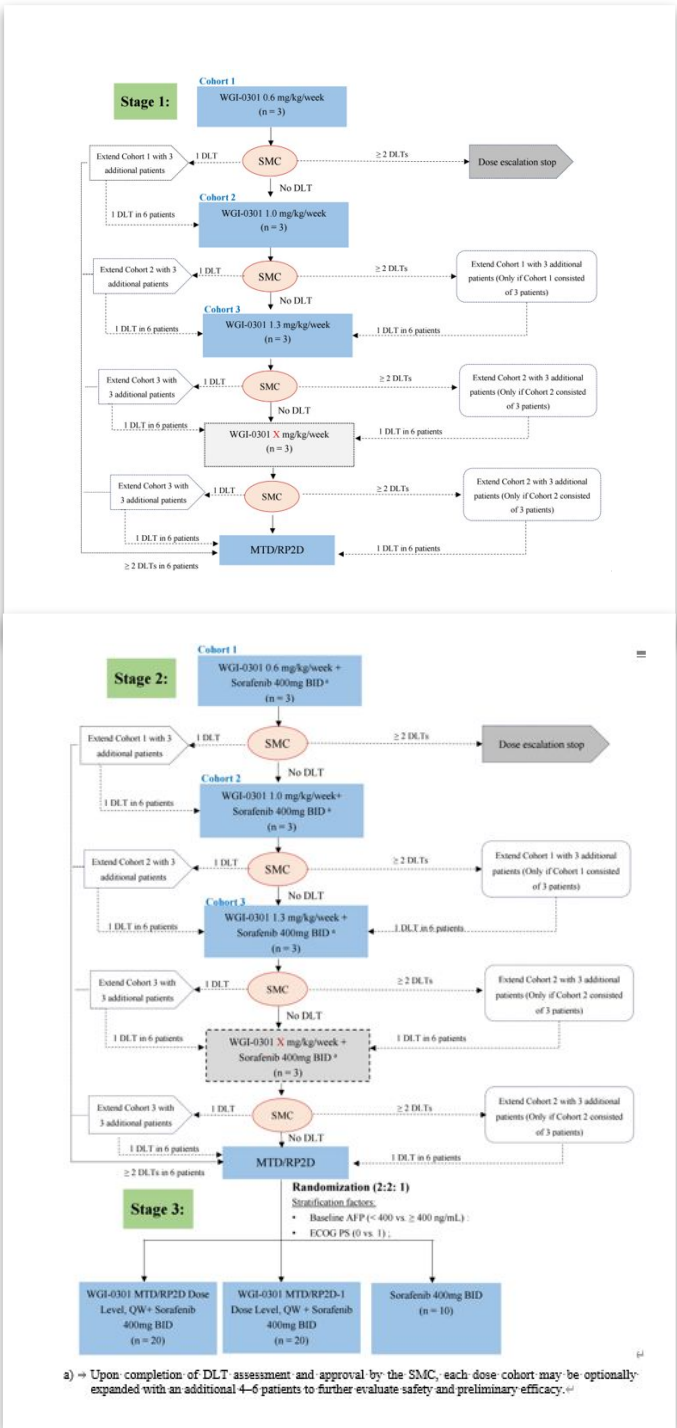 Cohort 1
Stage 1:
WGI-0301 0.6 mg/kg/week
(n = 3)
Extend Cohort 1 with 3
additional patients
1 DLT
SMC
≥ 2 DLTs
Dose escalation stop
No DLT
Cohort 2
1 DLT in 6 patients
WGI-0301 1.0 mg/kg/week
(n = 3)
Extend Cohort 2 with 3
additional patients
1 DLT
SMC
≥ 2 DLTs
Extend Cohort 1 with 3 additional
patients (Only if Cohort 1 consisted
of 3 patients)
No DLT
Cohort 3
1 DLT in 6 patients
WGI-0301 1.3 mg/kg/week
(n = 3)
1 DLT in 6 patients
Extend Cohort 3 with
3 additional patients
1 DLT
SMC
≥ 2 DLTs
Extend Cohort 2 with 3 additional
patients (Only if Cohort 2 consisted
of 3 patients)
No DLT
1 DLT in 6 patients
WGI-0301 X mg/kg/week
(n = 3)
1 DLT in 6 patients
Extend Cohort 3 with
3 additional patients
1 DLT
SMC
≥ 2 DLTs
Extend Cohort 2 with 3 additional
patients (Only if Cohort 2 consisted
of 3 patients)
1 DLT in 6 patients
MTD/RP2D
1 DLT in 6 patients
≥ 2 DLTs in 6 patients
Cohort 1
Stage 2:
WGI-0301 0.6 mg/kg/week +
Sorafenib 400mg BID a
(n = 3)
Extend Cohort 1 with 3
additional patients
1 DLT
SMC
≥ 2 DLTs
Dose escalation stop
No DLT
Cohort 2
1 DLT in 6 patients
WGI-0301 1.0 mg/kg/week+
Sorafenib 400mg BID a
(n = 3)
Extend Cohort 2 with 3
additional patients
1 DLT
SMC
≥ 2 DLTs
Extend Cohort 1 with 3 additional
patients (Only if Cohort 1 consisted
of 3 patients)
No DLT
Cohort 3
1 DLT in 6 patients
WGI-0301 1.3 mg/kg/week +
Sorafenib 400mg BID a
(n = 3)
1 DLT in 6 patients
Extend Cohort 3 with
3 additional patients
1 DLT
SMC
≥ 2 DLTs
Extend Cohort 2 with 3 additional
patients (Only if Cohort 2 consisted
of 3 patients)
No DLT
1 DLT in 6 patients
WGI-0301 X mg/kg/week +
Sorafenib 400mg BID a
(n = 3)
1 DLT in 6 patients
Extend Cohort 3 with
3 additional patients
1 DLT
SMC
≥ 2 DLTs
Extend Cohort 2 with 3 additional
patients (Only if Cohort 2 consisted
of 3 patients)
No DLT
1 DLT in 6 patients
MTD/RP2D
1 DLT in 6 patients
≥ 2 DLTs in 6 patients
Stage 3:
Randomization (2:2: 1)
Stratification factors:
• Baseline AFP (< 400 vs. ≥ 400 ng/mL) ;
• ECOG PS (0 vs. 1) ;
WGI-0301 MTD/RP2D Dose
Level, QW+ Sorafenib
400mg BID
(n = 20)
WGI-0301 MTD/RP2D-1
Dose Level, QW + Sorafenib
400mg BID
(n = 20)
Sorafenib 400mg BID
(n = 10)
a) → Upon completion of DLT assessment and approval by the SMC, each dose cohort may be optionally
expanded with an additional 4–6 patients to further evaluate safety and preliminary efficacy.